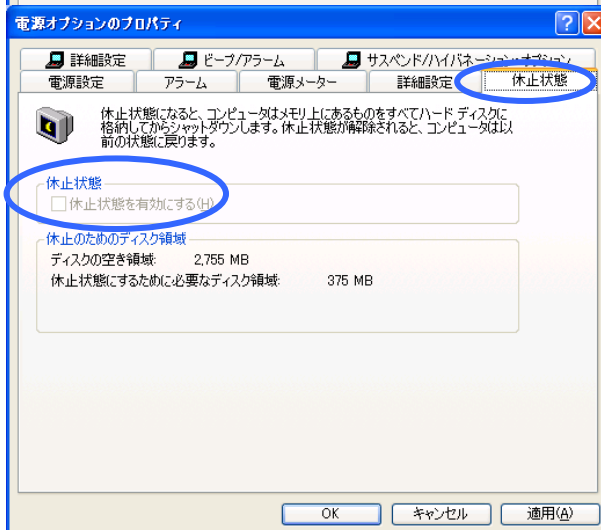 電源オプションのプロパティ
詳細設定 ビープ/アラーム サスペンド/ハイバネーション・オプション
電源設定 アラーム 電源メーター 詳細設定 休止状態
休止状態になると、コンピュータはメモリ上にあるものをすべてハード ディスクに
格納してからシャットダウンします。休止状態が解除されると、コンピュータは以
前の状態に戻ります。
休止状態
休止状態を有効にする(H)
休止のためのディスク領域
ディスクの空き領域: 2,755 MB
休止状態にするために必要なディスク領域: 375 MB
OK キャンセル 適用(A)